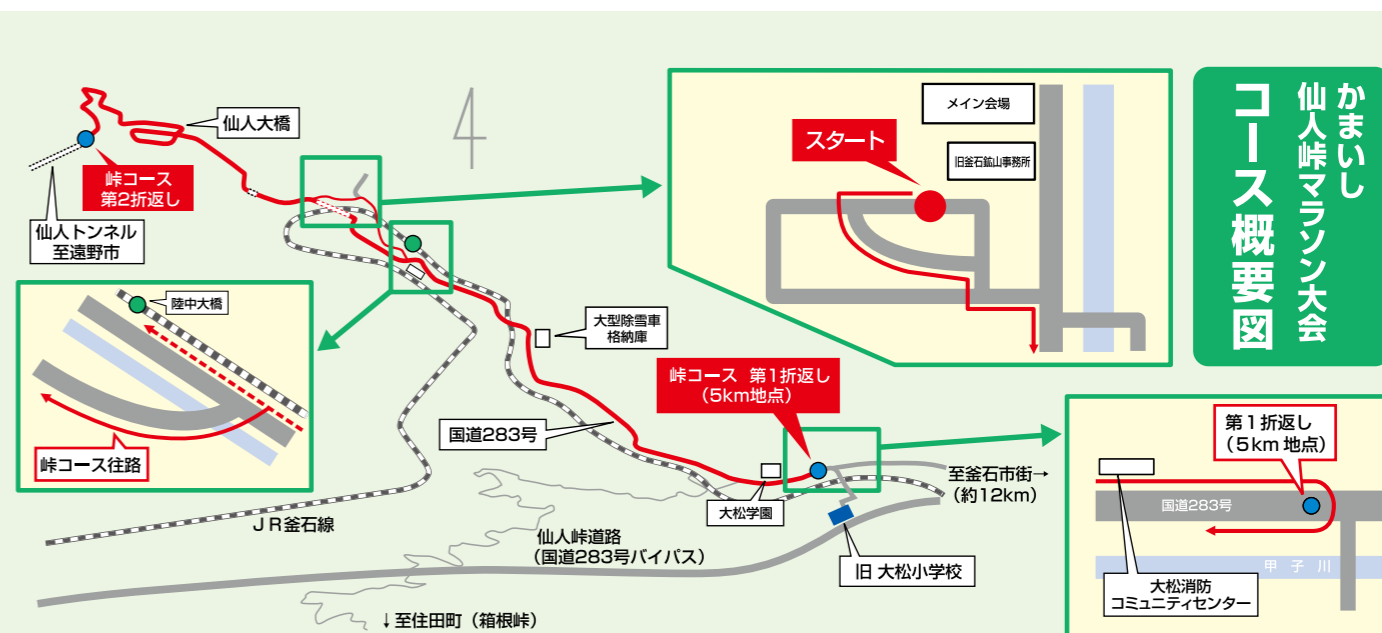 かまいし
仙人峠マラソン大会
コース概要図
仙人大橋
峠コース
第2折返し
仙人トンネル
至遠野市
メイン会場
旧釜石鉱山事務所
スタート
陸中大橋
峠コース往路
大型除雪車
格納庫
峠コース 第1折返し
（5km地点）
国道283号
大松学園
至釜石市街→
（約12km）
JR釜石線
仙人峠道路
（国道283号バイパス）
旧 大松小学校
↓至住田町（箱根峠）
第1折返し
（5km 地点）
国道283号
甲子川
大松消防
コミュニティセンター